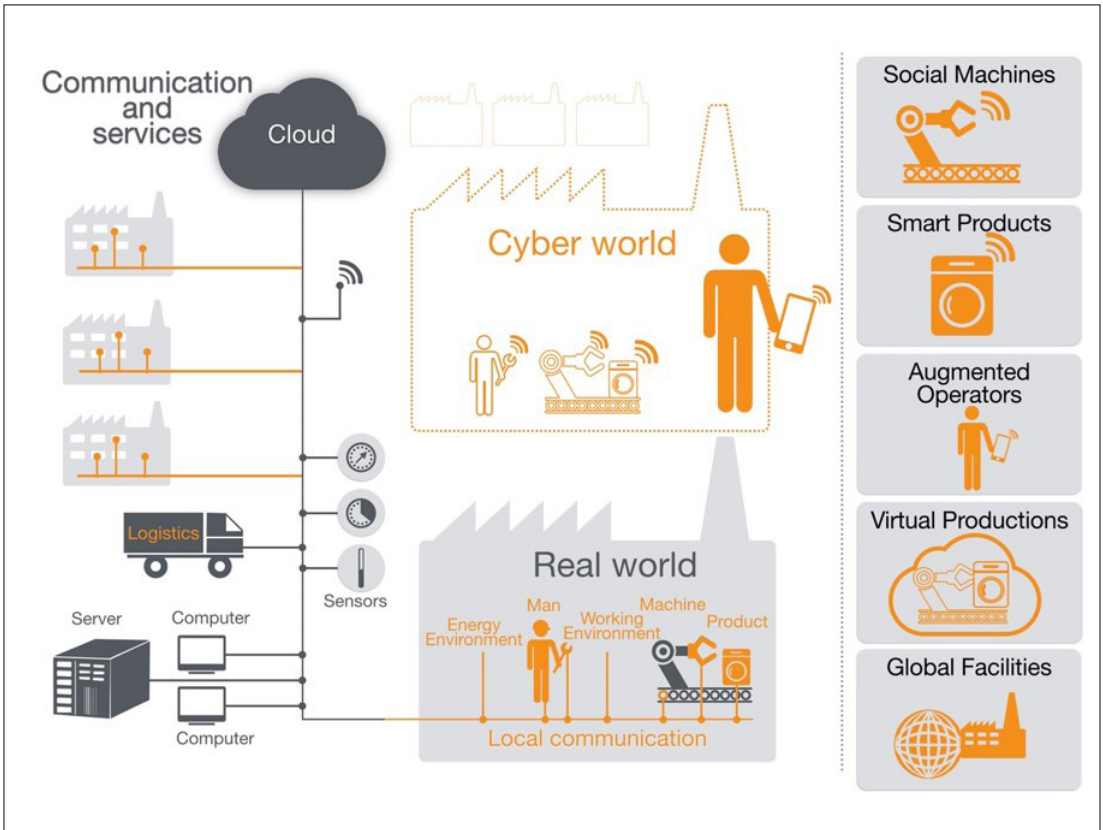 Communication
and
services
Cloud
Cyber world
Logistics
Sensors
Server
Computer
Computer
Real world
Energy
Environment
Man
Working
Environment
Machine
Product
Local communication
Social Machines
Smart Products
Augmented
Operators
Virtual Productions
Global Facilities